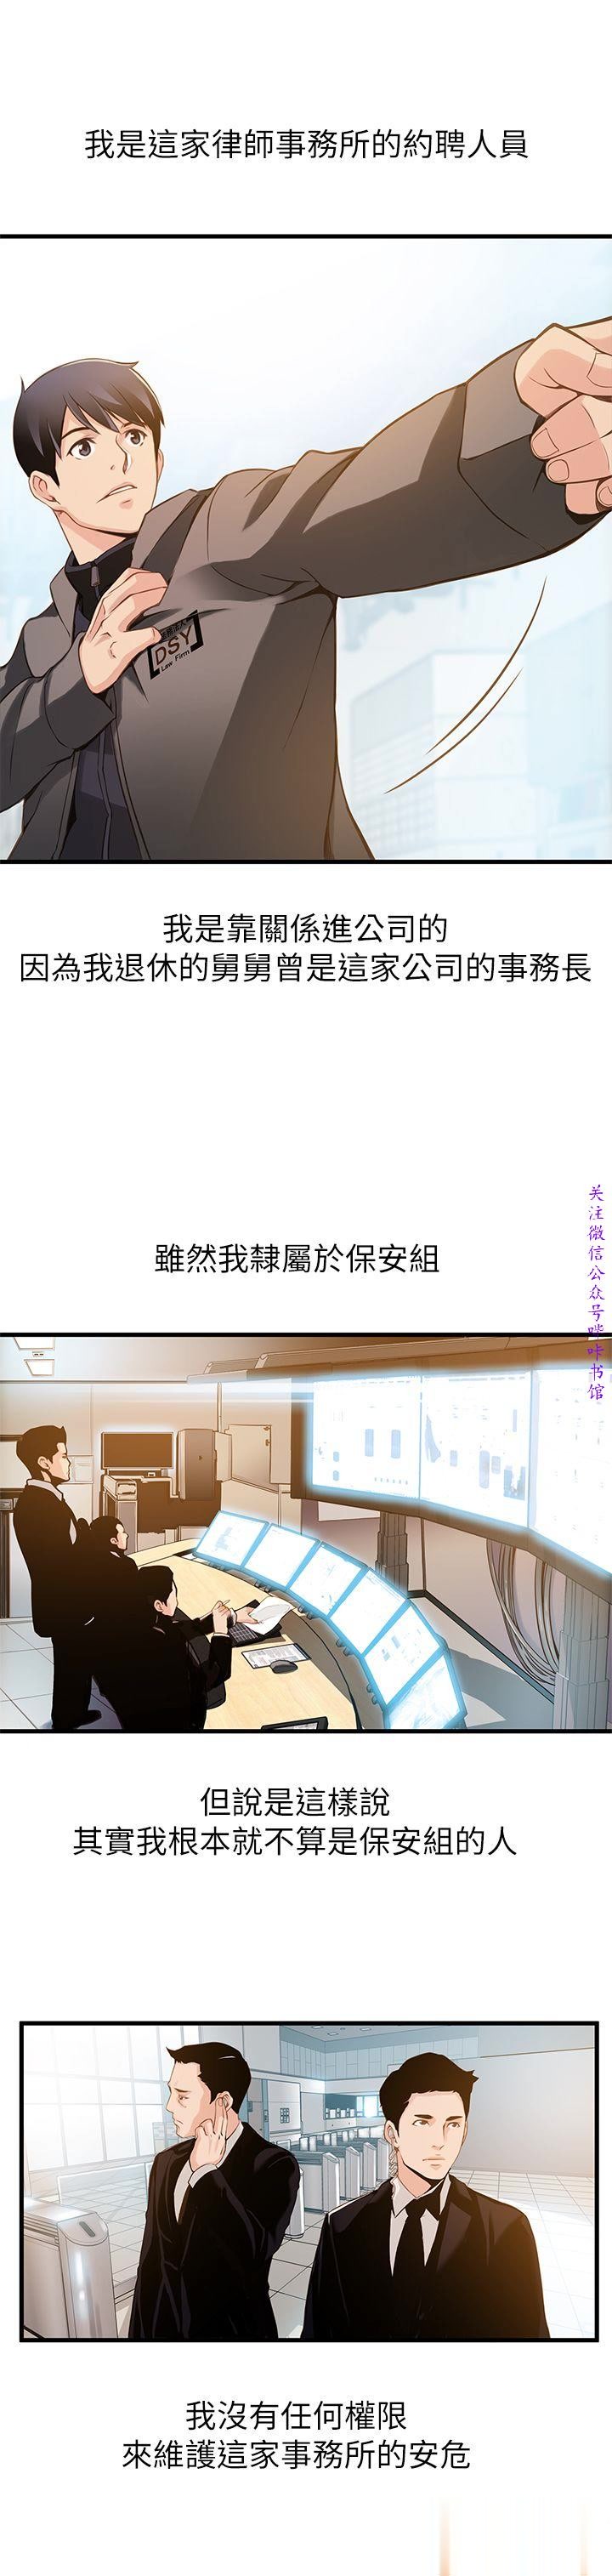 我是這家律師事務所的約聘人員
DSY
Law Firm
我是靠關係進公司的
因為我退休的舅舅曾是這家公司的事務長
关注微信公众号哔咔书馆
雖然我隸屬於保安組
但說是這樣說
其實我根本就不算是保安組的人
我沒有任何權限
來維護這家事務所的安危